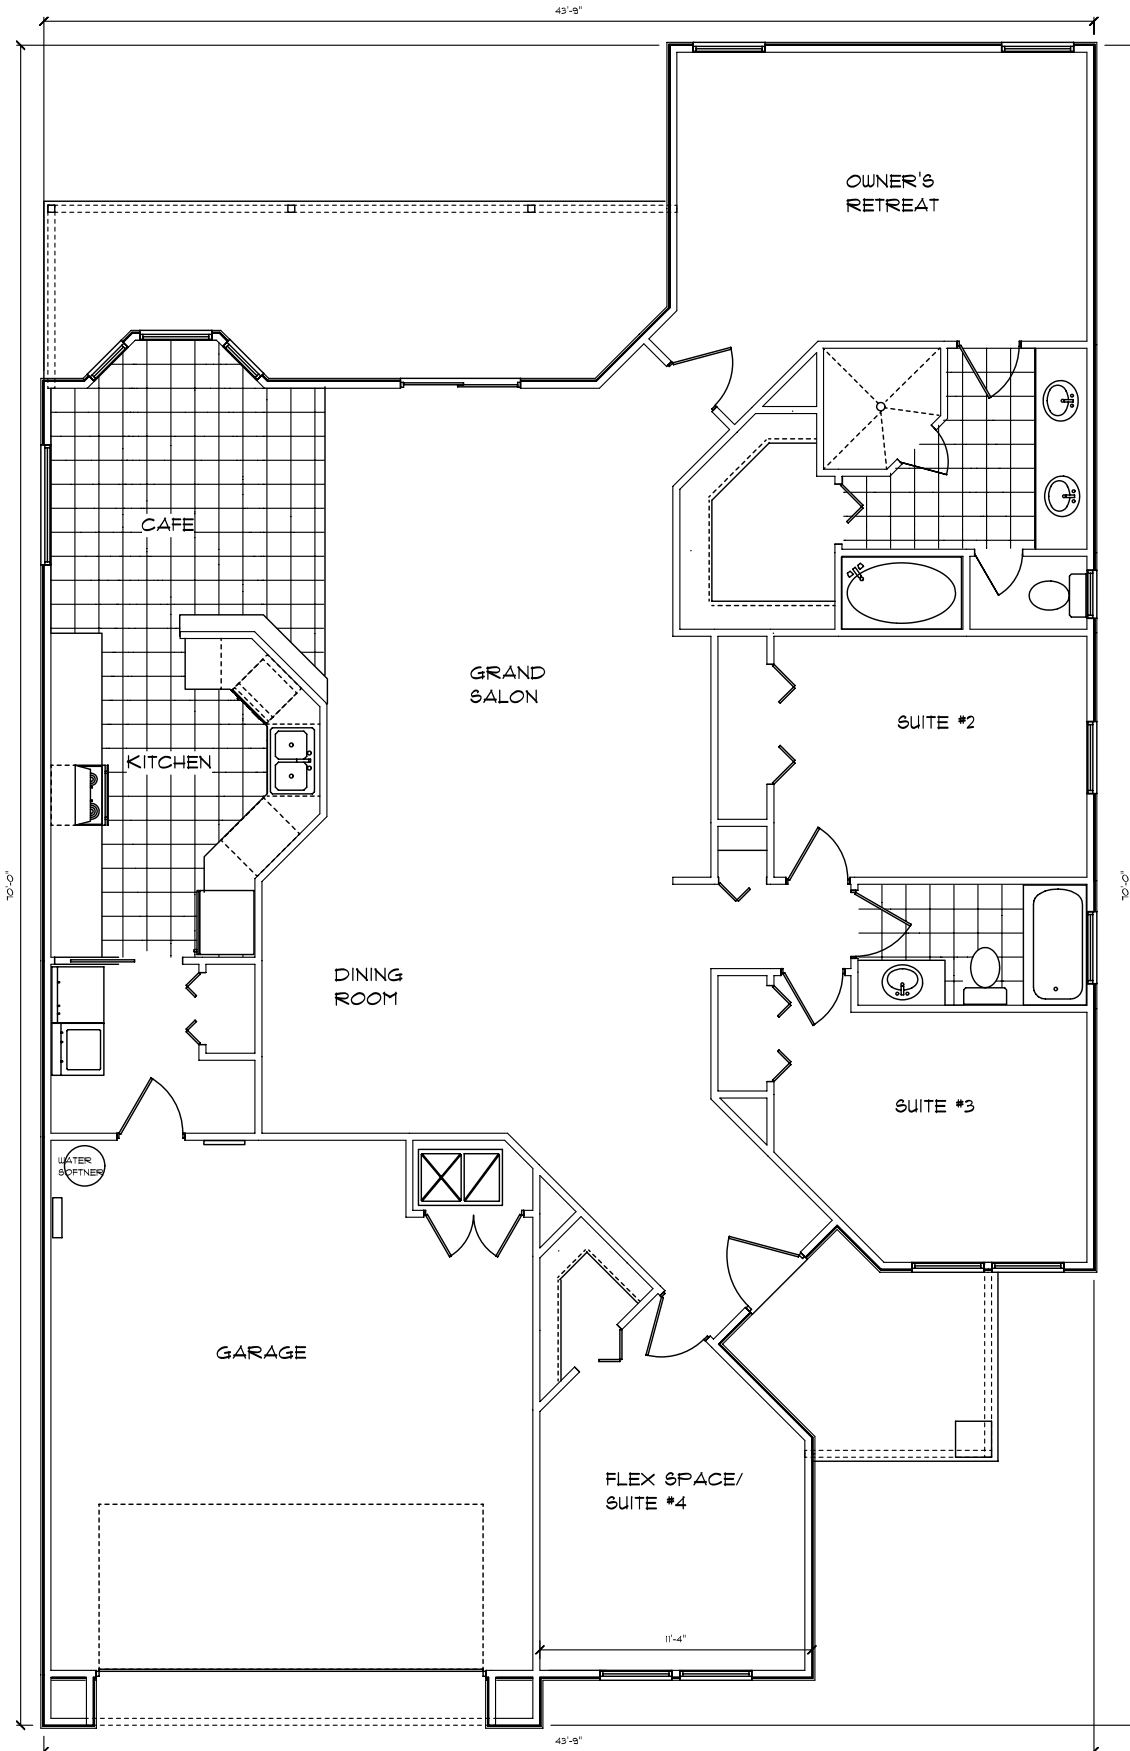 43'-9"
OWNER'S
RETREAT
CAFE
GRAND
SALON
SUITE #2
KITCHEN
70'-0"
70'-0"
DINING
ROOM
SUITE #3
WATER
SOFTNER
GARAGE
FLEX SPACE/
SUITE #4
11'-4"
43'-9"